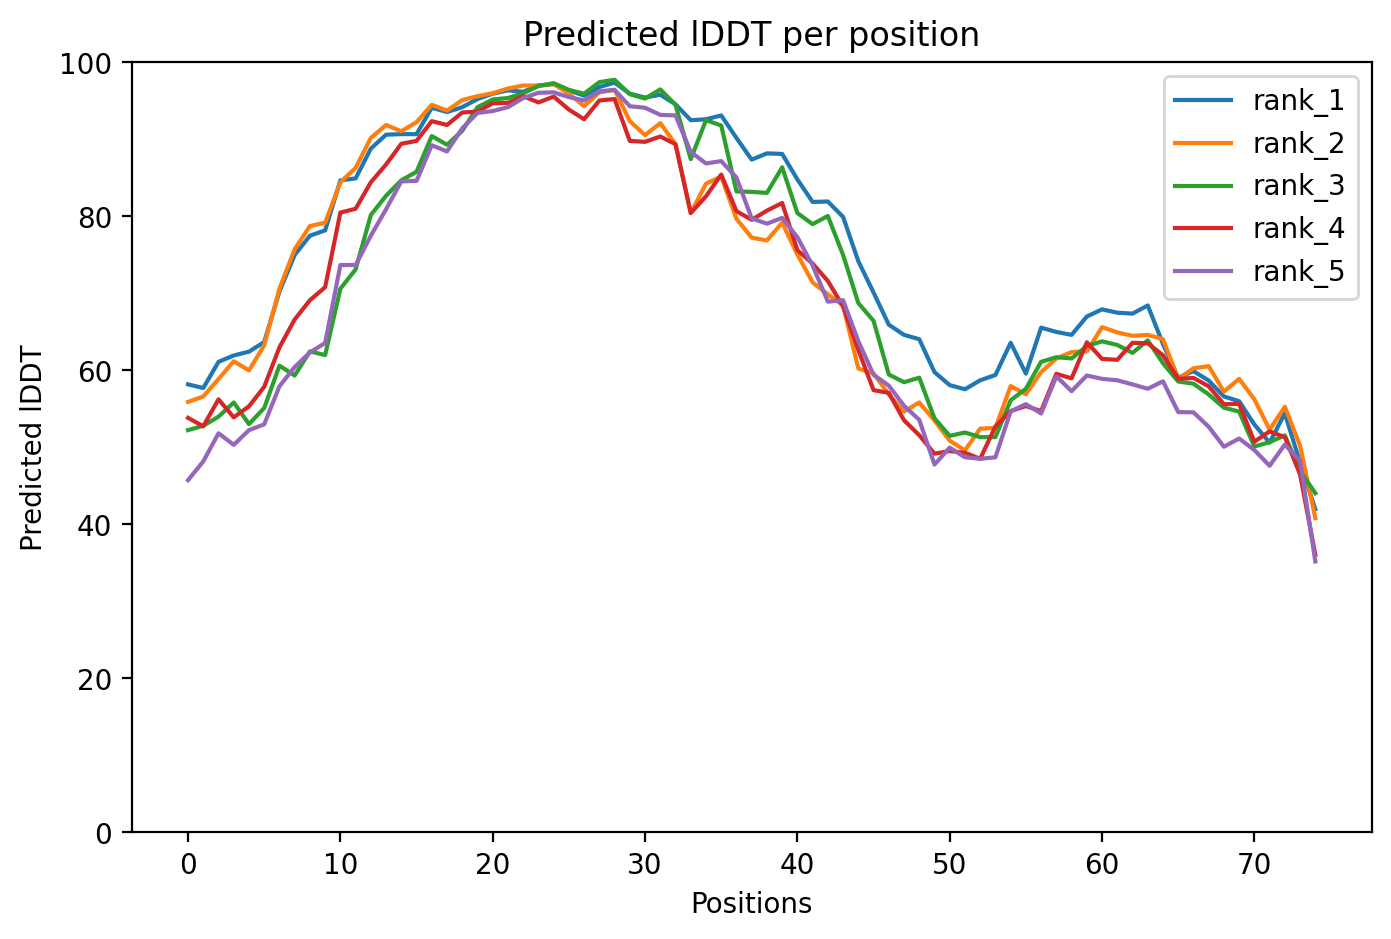 Predicted lDDT per position
100
80
60
40
20
0
Predicted lDDT
0 10 20 30 40 50 60 70
Positions
rank_1
rank_2
rank_3
rank_4
rank_5